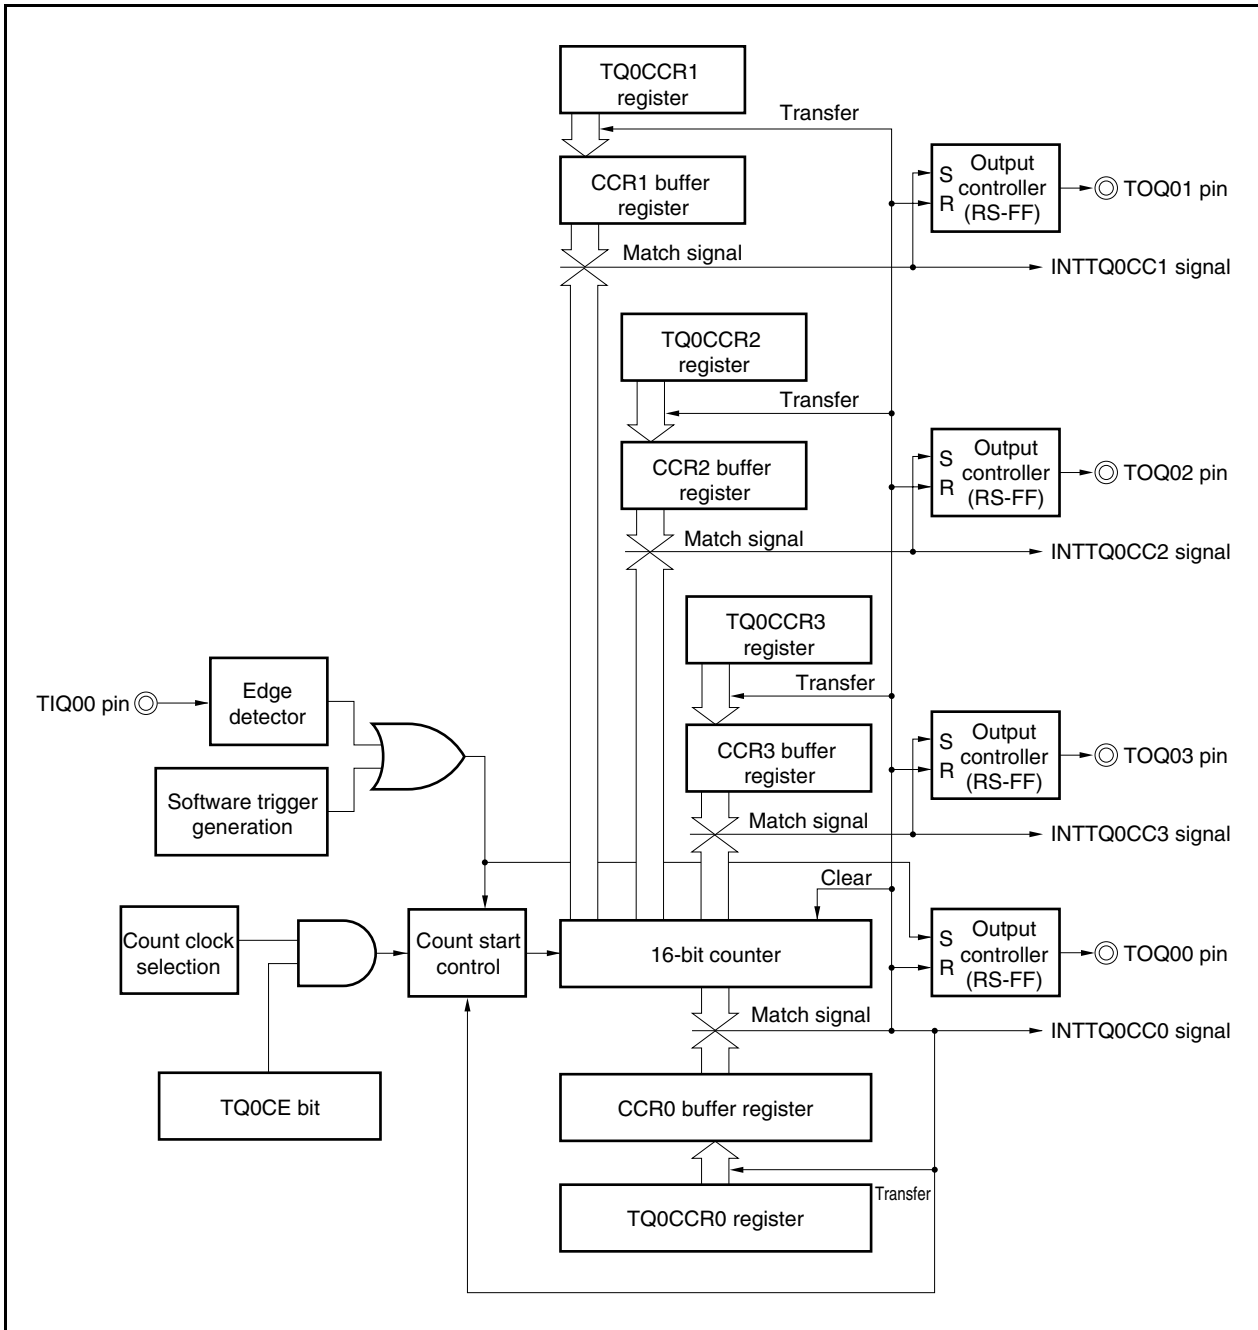 TQ0CCR1
register
Transfer
CCR1 buffer
register
S
R
Output
controller
(RS-FF)
TOQ01 pin
Match signal
INTTQ0CC1 signal
TQ0CCR2
register
Transfer
CCR2 buffer
register
S
R
Output
controller
(RS-FF)
TOQ02 pin
Match signal
INTTQ0CC2 signal
TQ0CCR3
register
Transfer
TIQ00 pin
Edge
detector
CCR3 buffer
register
S
R
Output
controller
(RS-FF)
TOQ03 pin
Software trigger
generation
Match signal
INTTQ0CC3 signal
Clear
Count clock
selection
Count start
control
16-bit counter
S
R
Output
controller
(RS-FF)
TOQ00 pin
Match signal
INTTQ0CC0 signal
TQ0CE bit
CCR0 buffer register
Transfer
TQ0CCR0 register